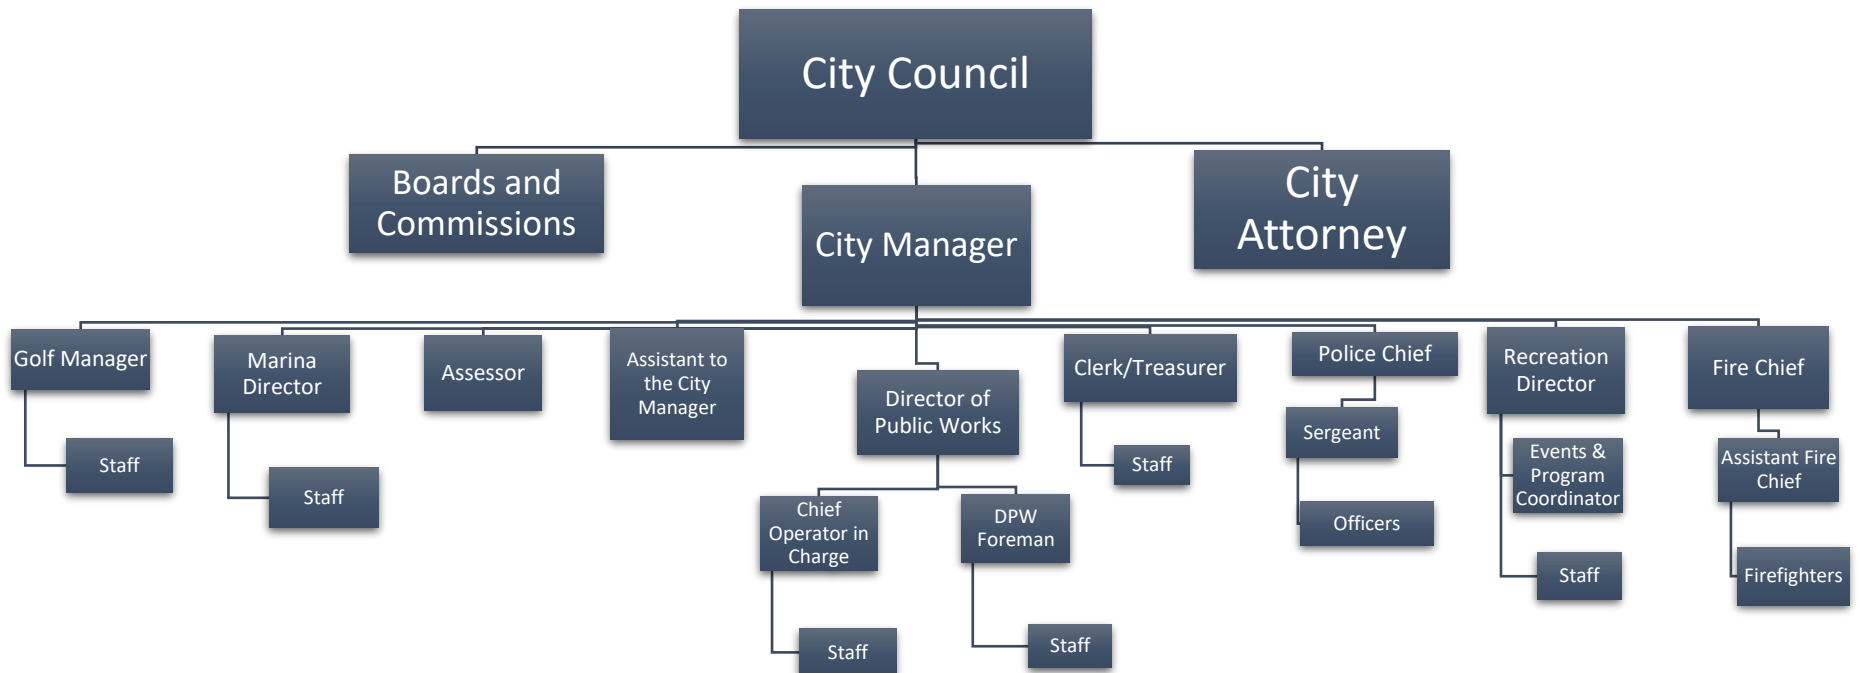 City Council
Boards and
Commissions
City Manager
City
Attorney
Golf Manager
Marina
Director
Assessor
Assistant to
the City
Manager
Director of
Public Works
Clerk/Treasurer
Police Chief
Recreation
Director
Fire Chief
Staff
Staff
Chief
Operator in
Charge
Staff
DPW
Foreman
Staff
Staff
Sergeant
Officers
Events &
Program
Coordinator
Staff
Assistant Fire
Chief
Firefighters